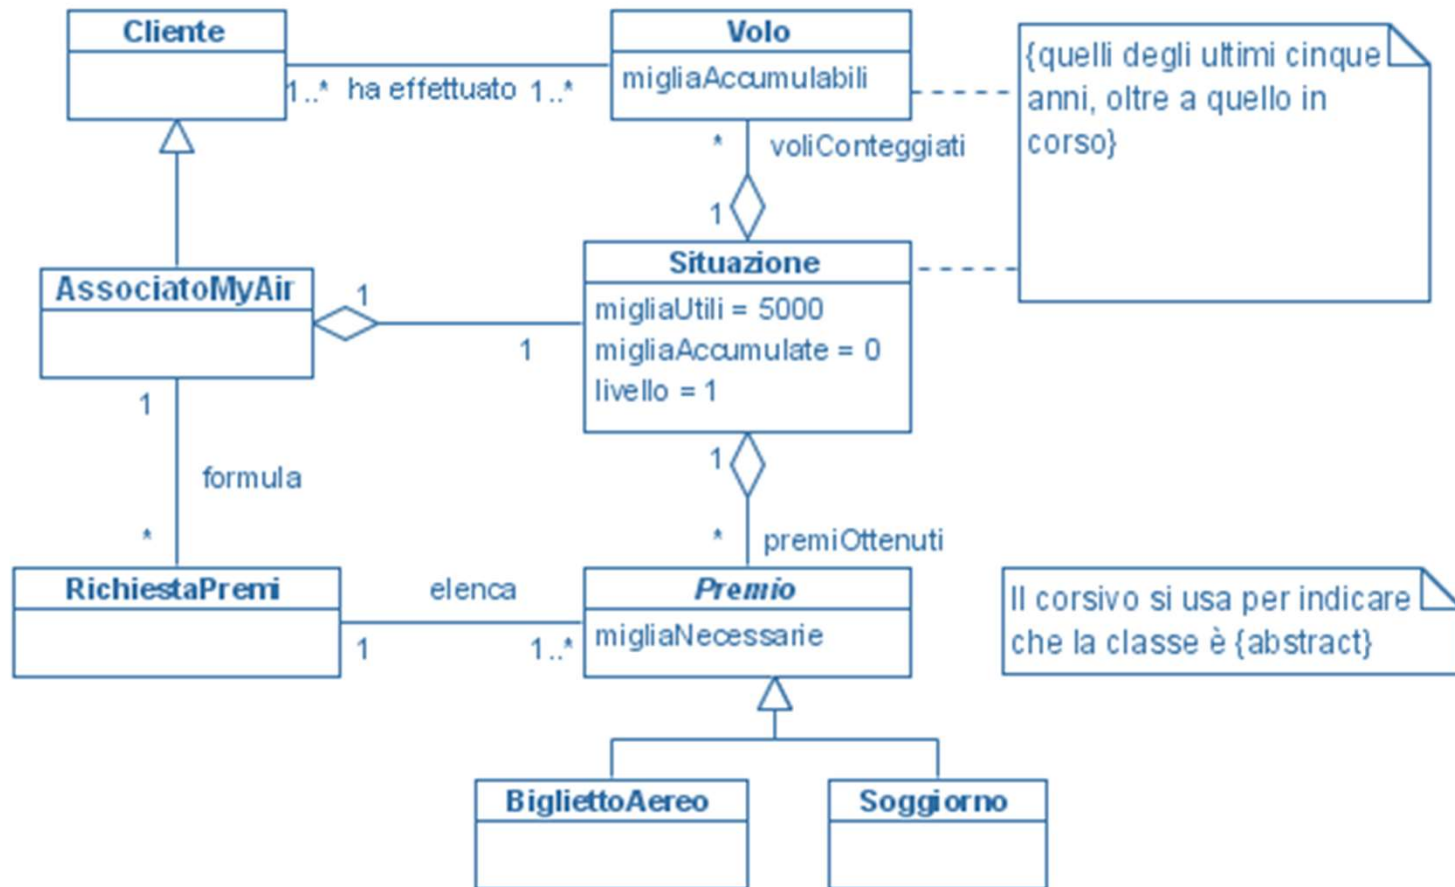 Cliente
Volo
migliaAccumulabili
{quelli degli ultimi cinque
anni, oltre a quello in
corso}
1..* ha effettuato 1..*
* voliConteggiati
1
AssociatoMyAir
1
1
Situazione
migliaUtili = 5000
migliaAccumulate = 0
livello = 1
1
formula
*
1
* premiOttenuti
RichiestaPremi
elenca
1
1..*
Premio
migliaNecessarie
Il corsivo si usa per indicare
che la classe è {abstract}
BigliettoAereo
Soggiorno